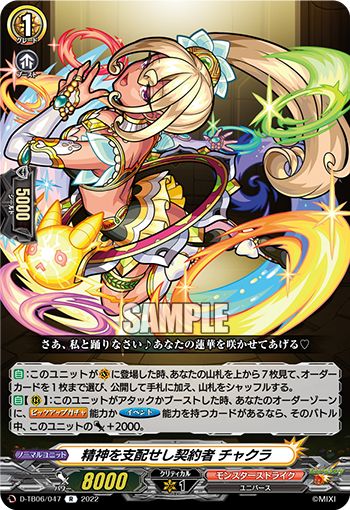 1
グレード
ブースト
5000
シールド
SAMPLE
さあ、私と踊りなさい♪あなたの蓮華を咲かせてあげる♡
自:このユニットがRに登場した時、あなたの山札を上から7枚見て、オー
ダーカードを1枚まで選び、公開して手札に加え、山札をシャッフルする。
自【R】:このユニットがアタックかブーストした時、あなたのオーダーゾーン
に、ピックアップガチャ能力かイベント能力を持つカードがあるなら、そのバトル
中、このユニットのパワー+2000。
ノーマルユニット
精神を支配せし契約者 チャクラ
パワー 8000
クリティカル
1
モンスターストライク
ユニバース
D-TB06/047 R 2022
©MIXI